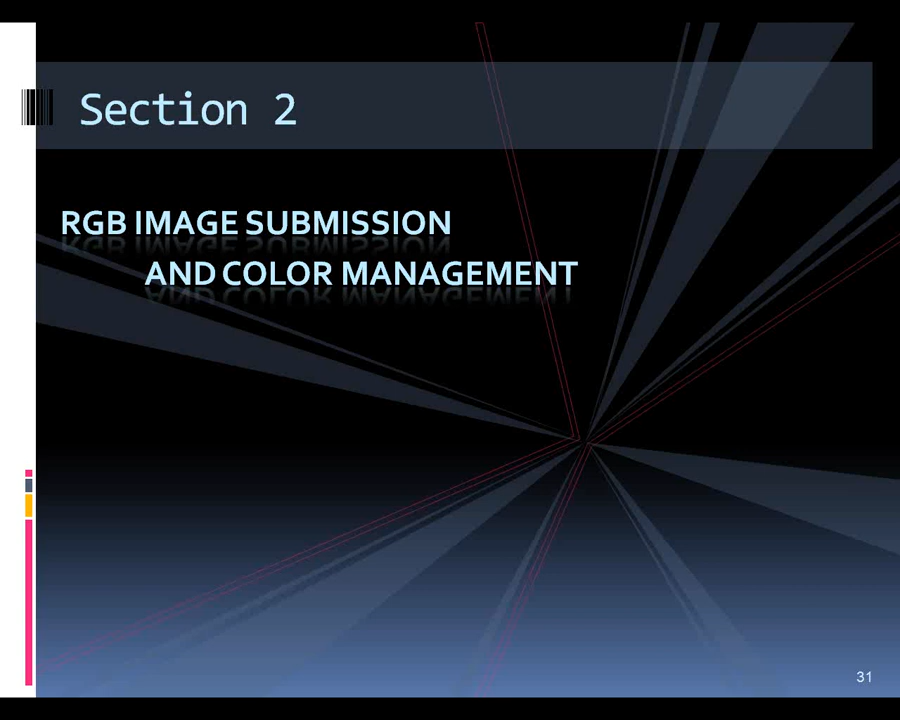 Section 2
RGB IMAGE SUBMISSION
AND COLOR MANAGEMENT
31